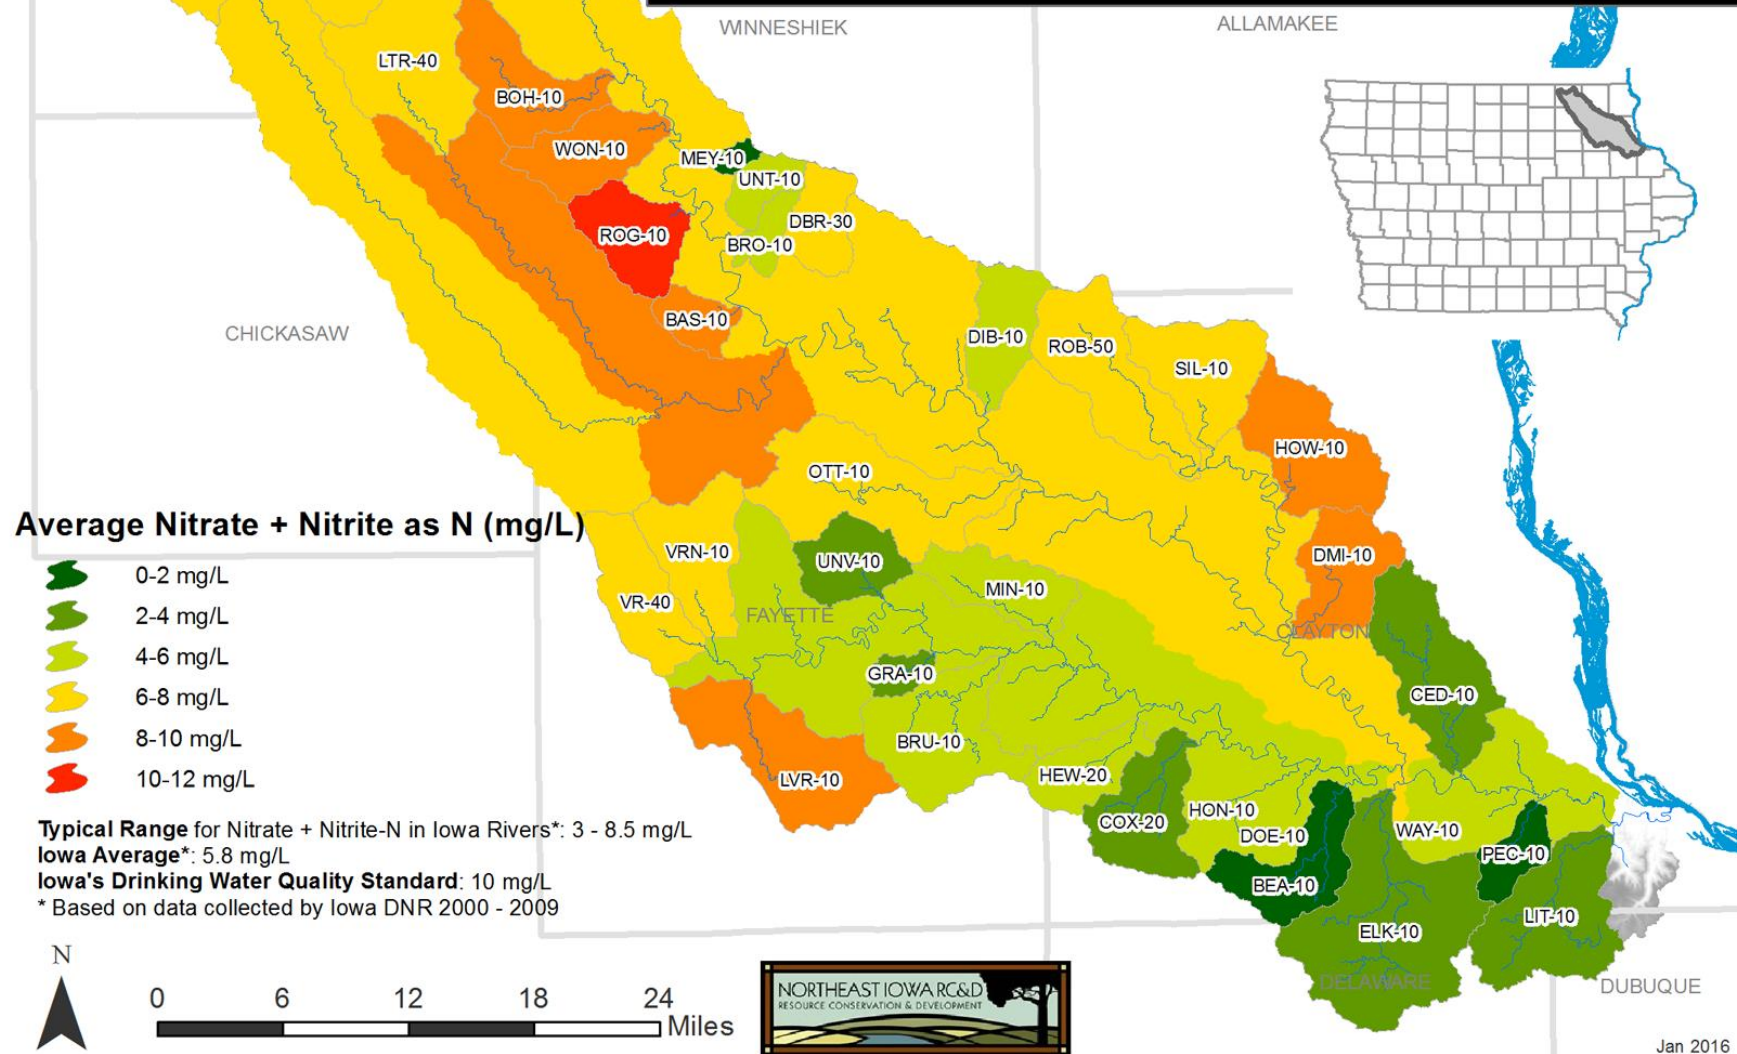 WINNESHIEK
ALLAMAKEE
LTR-40
BOH-10
WON-10
MEY-10
UNT-10
DBR-30
ROG-10
BRO-10
BAS-10
CHICKASAW
DIB-10
ROB-50
SIL-10
HOW-10
OTT-10
VRN-10
UNV-10
DMI-10
VR-40
MIN-10
FAYETTE
CLAYTON
GRA-10
CED-10
BRU-10
LVR-10
HEW-20
COX-20
HON-10
DOE-10
WAY-10
PEC-10
BEA-10
LIT-10
ELK-10
DELAWARE
DUBUQUE
Average Nitrate + Nitrite as N (mg/L)
0-2 mg/L
2-4 mg/L
4-6 mg/L
6-8 mg/L
8-10 mg/L
10-12 mg/L
Typical Range for Nitrate + Nitrite-N in Iowa Rivers*: 3 - 8.5 mg/L
Iowa Average*: 5.8 mg/L
Iowa's Drinking Water Quality Standard: 10 mg/L
* Based on data collected by Iowa DNR 2000 - 2009
N
0 6 12 18 24
Miles
NORTHEAST IOWA RC&D
RESOURCE CONSERVATION & DEVELOPMENT
Jan 2016